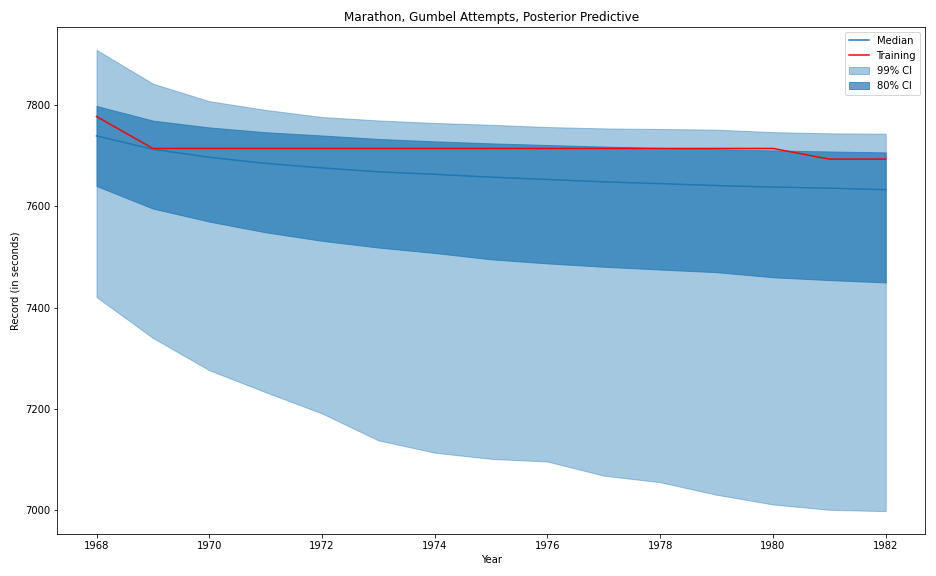 Marathon, Gumbel Attempts, Posterior Predictive
Median
Training
99% CI
80% CI
Record (in seconds)
7800
7600
7400
7200
7000
1968
1970
1972
1974
1976
1978
1980
1982
Year